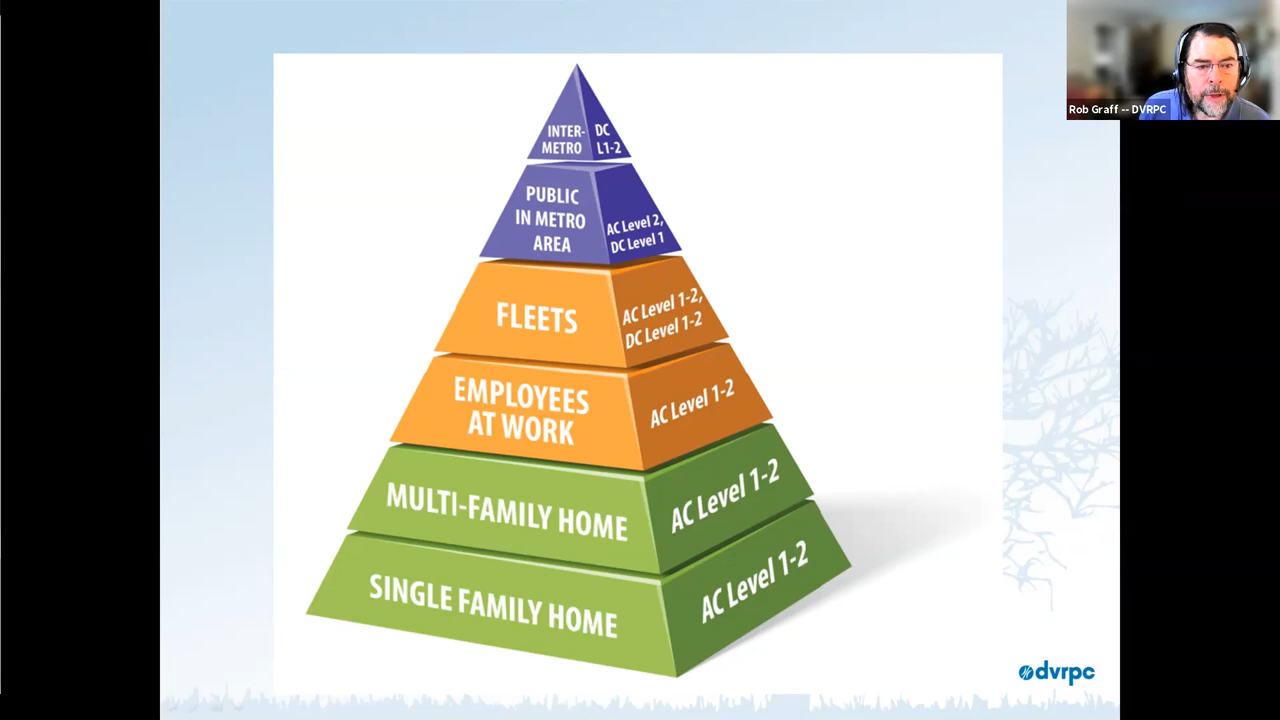 INTER-
METRO
DC
L1-2
PUBLIC
IN METRO
AREA
AC Level 2,
DC Level 1
FLEETS
AC Level 1-2,
DC Level 1-2
EMPLOYEES
AT WORK
AC Level 1-2
MULTI-FAMILY HOME
AC Level 1-2
SINGLE FAMILY HOME
AC Level 1-2
dvrpc
Rob Graff -- DVRPC